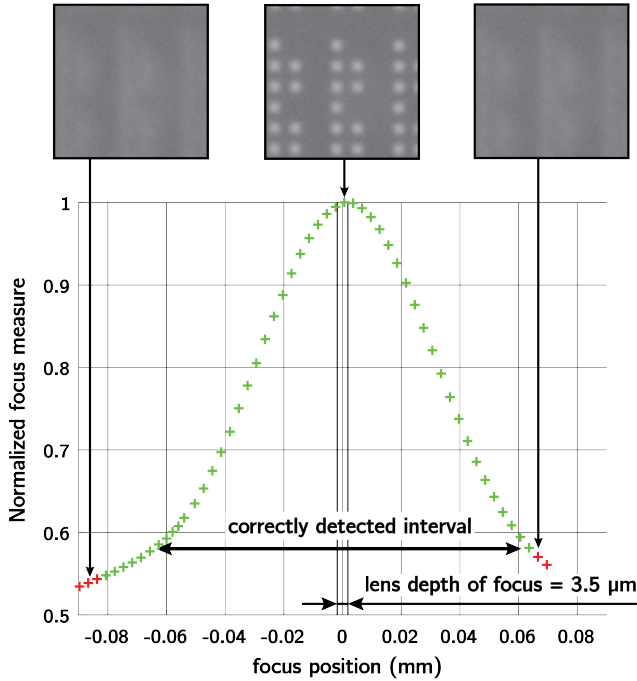 1
0.9
0.8
0.7
0.6
0.5
Normalized focus measure
correctly detected interval
lens depth of focus = 3.5 µm
-0.08 -0.06 -0.04 -0.02 0 0.02 0.04 0.06 0.08
focus position (mm)